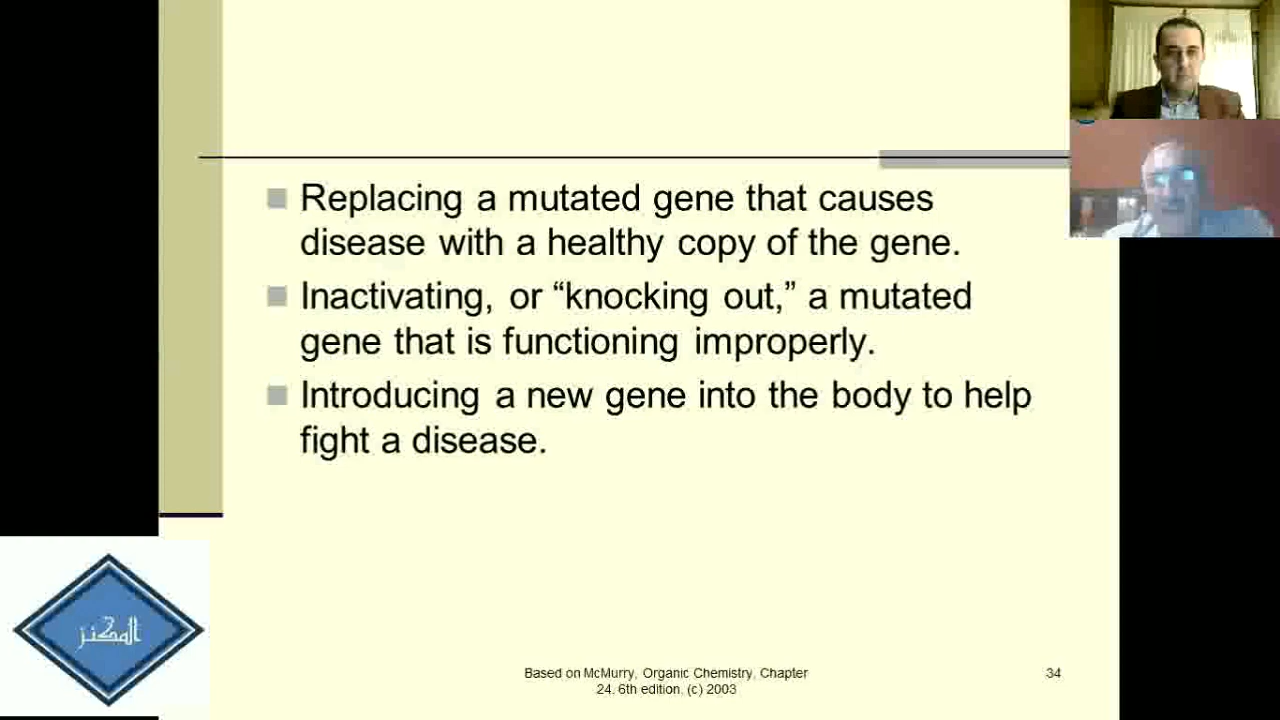 Replacing a mutated gene that causes
disease with a healthy copy of the gene.
Inactivating, or “knocking out,” a mutated
gene that is functioning improperly.
Introducing a new gene into the body to help
fight a disease.
المكنز
Based on McMurry, Organic Chemistry, Chapter
24, 6th edition, (c) 2003
34